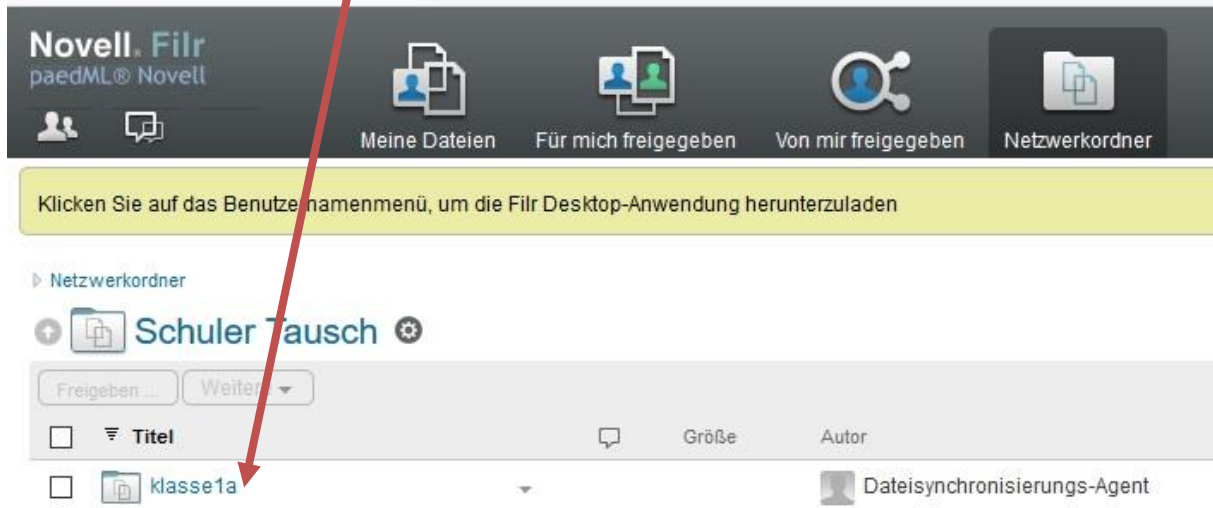 Novell. Filr
paedML® Novell
Meine Dateien
Für mich freigegeben
Von mir freigegeben
Netzwerkordner
Klicken Sie auf das Benutzernamenmenü, um die Filr Desktop-Anwendung herunterzuladen
Netzwerkordner
Schuler Tausch
Freigeben ... Weitere
Titel Größe Autor
klasse1a Dateisynchronisierungs-Agent